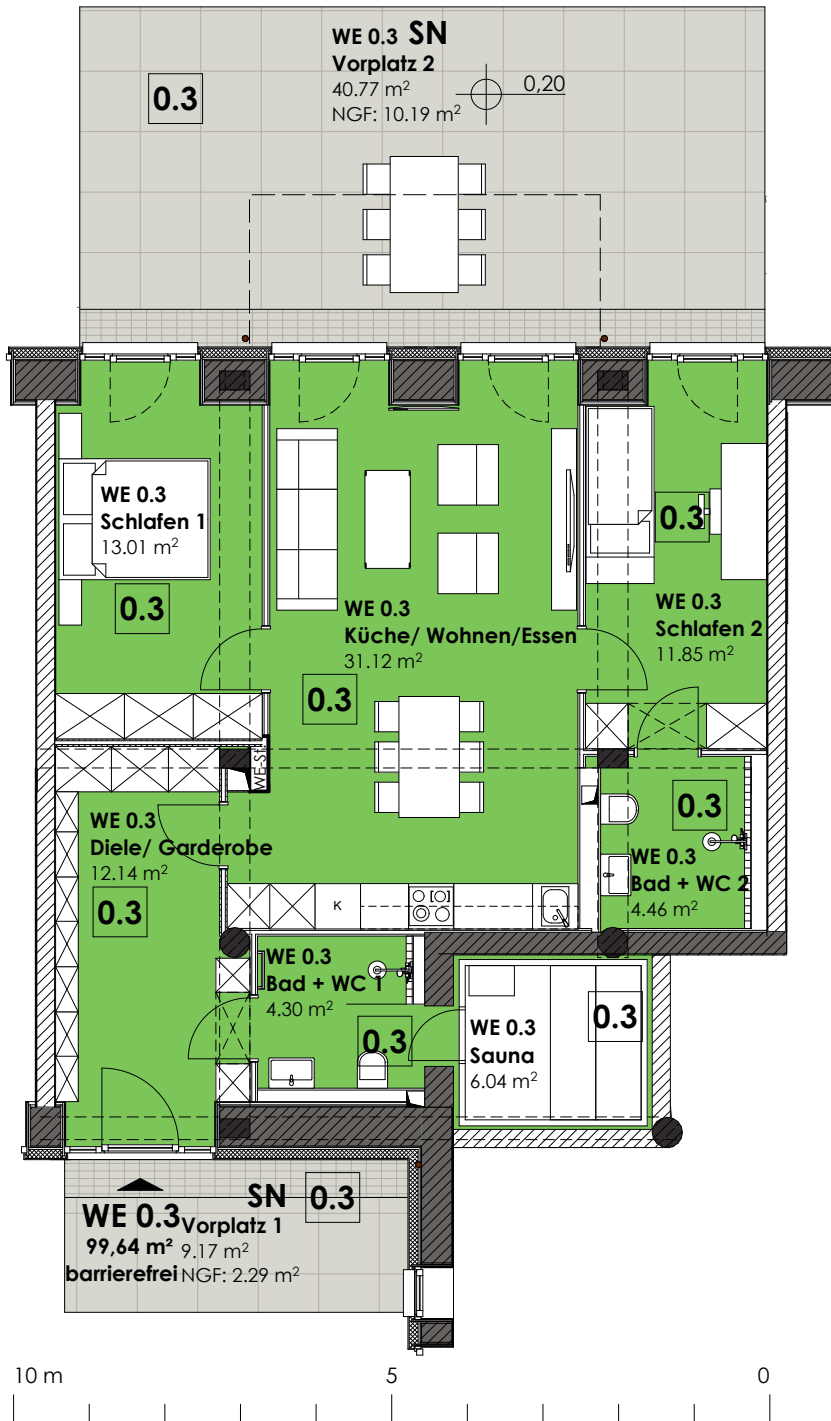 WE 0.3 SN
Vorplatz 2
40.77 m²
NGF: 10.19 m²
0,20
0.3
WE 0.3
Schlafen 1
13.01 m²
0.3
0.3
WE 0.3
Küche/ Wohnen/Essen
31.12 m²
0.3
WE 0.3
Schlafen 2
11.85 m²
WE-ST
WE 0.3
Diele/ Garderobe
12.14 m²
0.3
0.3
WE 0.3
Bad + WC 2
4.46 m²
K
WE 0.3
Bad + WC 1
4.30 m²
0.3
WE 0.3
Sauna
6.04 m²
0.3
SN 0.3
WE 0.3
99,64 m²
barrierefrei
Vorplatz 1
9.17 m²
NGF: 2.29 m²
10 m 5 0